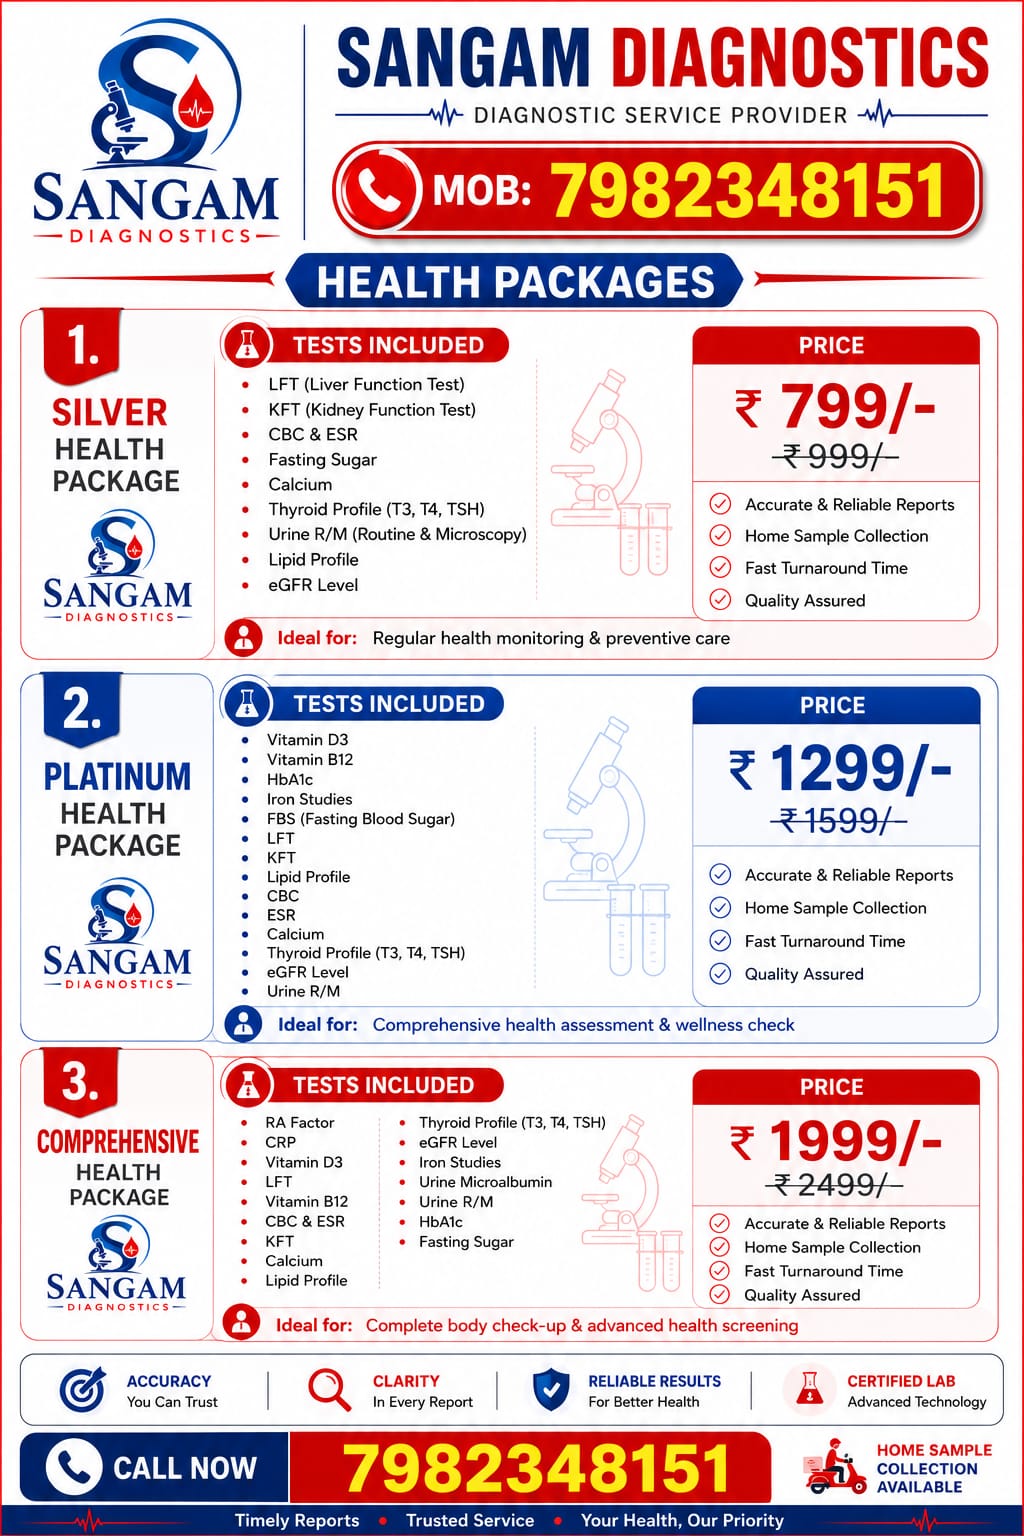 SANGAM
DIAGNOSTICS
SANGAM DIAGNOSTICS
DIAGNOSTIC SERVICE PROVIDER
MOB: 7982348151
HEALTH PACKAGES
1.
SILVER
HEALTH
PACKAGE
SANGAM
DIAGNOSTICS
TESTS INCLUDED
• LFT (Liver Function Test)
• KFT (Kidney Function Test)
• CBC & ESR
• Fasting Sugar
• Calcium
• Thyroid Profile (T3, T4, TSH)
• Urine R/M (Routine & Microscopy)
• Lipid Profile
• eGFR Level
PRICE
₹ 799/-
₹ 999/-
Accurate & Reliable Reports
Home Sample Collection
Fast Turnaround Time
Quality Assured
Ideal for: Regular health monitoring & preventive care
2.
PLATINUM
HEALTH
PACKAGE
SANGAM
DIAGNOSTICS
TESTS INCLUDED
• Vitamin D3
• Vitamin B12
• HbA1c
• Iron Studies
• FBS (Fasting Blood Sugar)
• LFT
• KFT
• Lipid Profile
• CBC
• ESR
• Calcium
• Thyroid Profile (T3, T4, TSH)
• eGFR Level
• Urine R/M
PRICE
₹ 1299/-
₹ 1599/-
Accurate & Reliable Reports
Home Sample Collection
Fast Turnaround Time
Quality Assured
Ideal for: Comprehensive health assessment & wellness check
3.
COMPREHENSIVE
HEALTH
PACKAGE
SANGAM
DIAGNOSTICS
TESTS INCLUDED
• RA Factor
• CRP
• Vitamin D3
• LFT
• Vitamin B12
• CBC & ESR
• KFT
• Calcium
• Lipid Profile
• Thyroid Profile (T3, T4, TSH)
• eGFR Level
• Iron Studies
• Urine Microalbumin
• Urine R/M
• HbA1c
• Fasting Sugar
PRICE
₹ 1999/-
₹ 2499/-
Accurate & Reliable Reports
Home Sample Collection
Fast Turnaround Time
Quality Assured
Ideal for: Complete body check-up & advanced health screening
ACCURACY
You Can Trust
CLARITY
In Every Report
RELIABLE RESULTS
For Better Health
CERTIFIED LAB
Advanced Technology
CALL NOW 7982348151
HOME SAMPLE
COLLECTION
AVAILABLE
Timely Reports • Trusted Service • Your Health, Our Priority